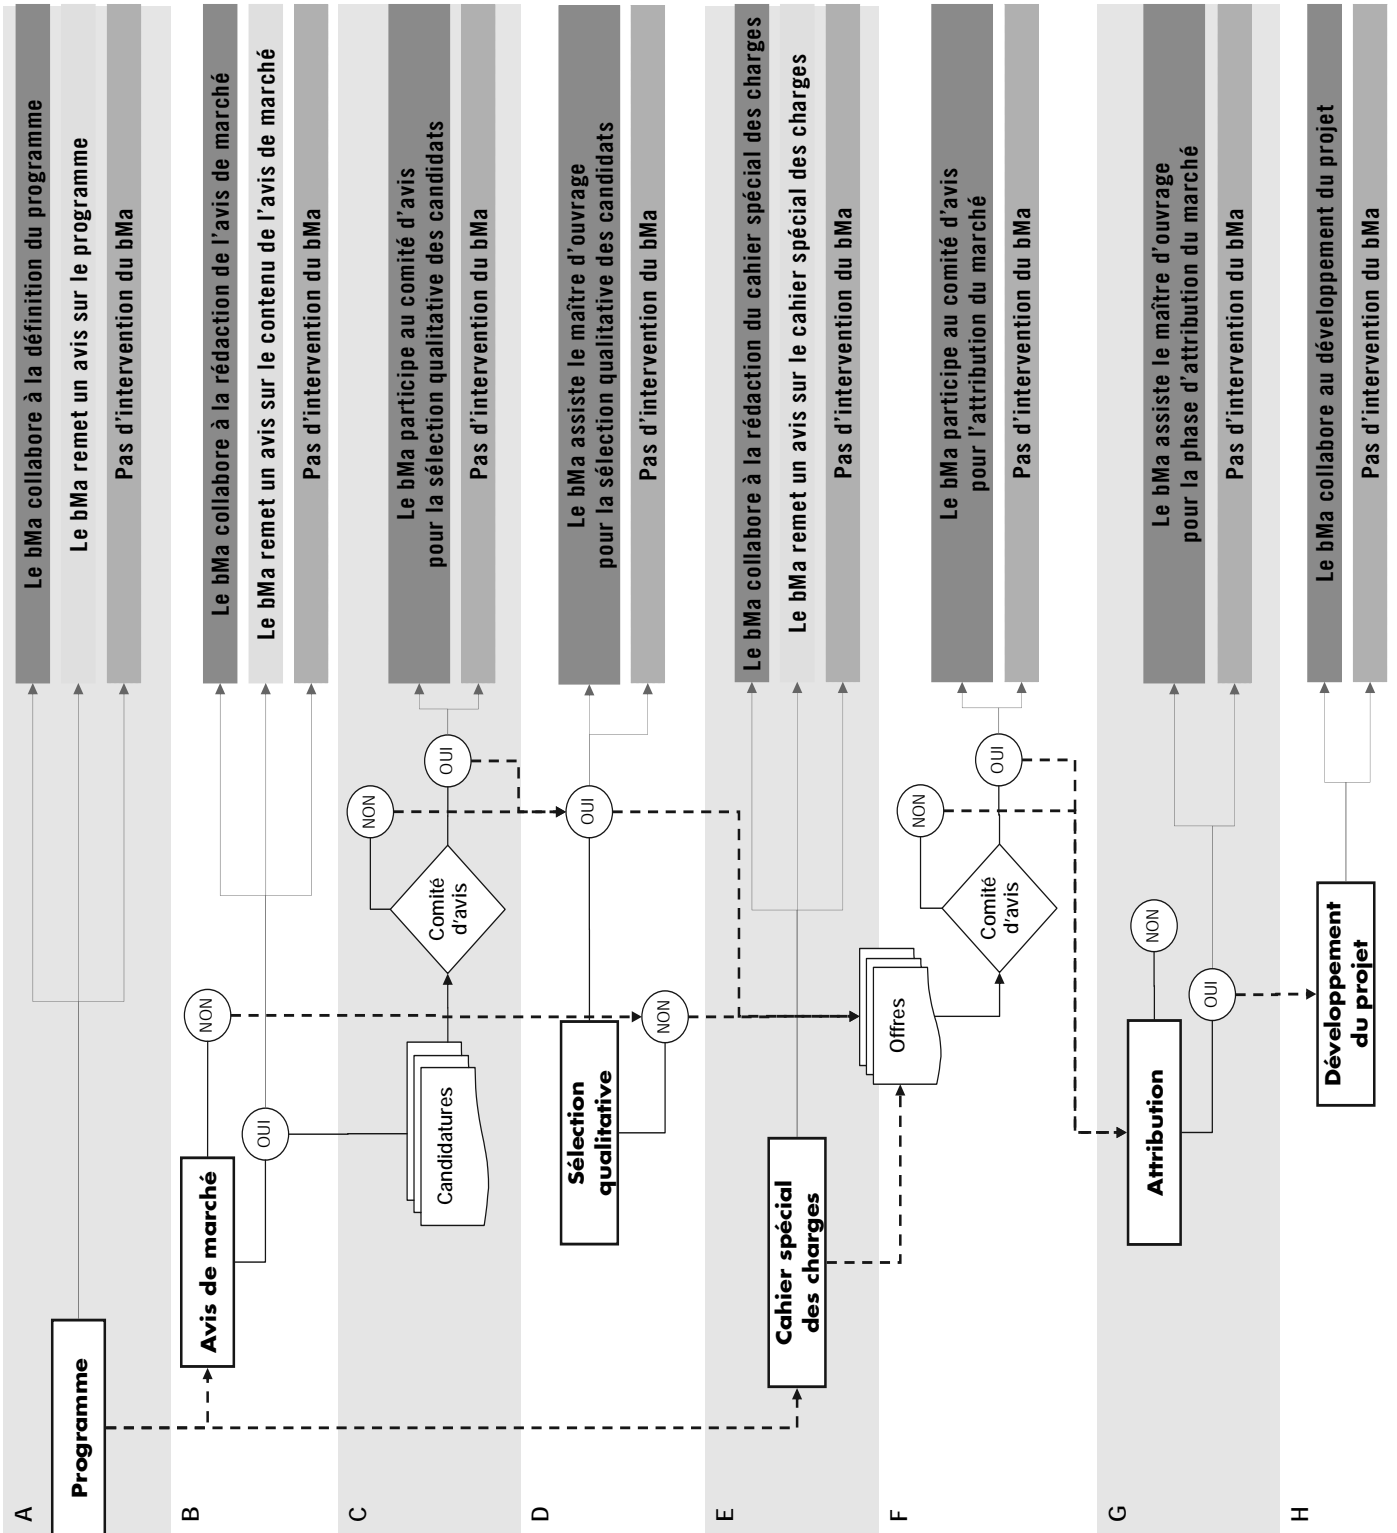 A
Programme
Le bMa collabore à la définition du programme
Le bMa remet un avis sur le programme
Pas d'intervention du bMa
B
Avis de marché
NON
OUI
Le bMa collabore à la rédaction de l'avis de marché
Le bMa remet un avis sur le contenu de l'avis de marché
Pas d'intervention du bMa
C
Candidatures
Comité
d'avis
NON
OUI
Le bMa participe au comité d'avis
pour la sélection qualitative des candidats
Pas d'intervention du bMa
D
Sélection
qualitative
NON
OUI
Le bMa assiste le maître d'ouvrage
pour la sélection qualitative des candidats
Pas d'intervention du bMa
E
Cahier spécial
des charges
Le bMa collabore à la rédaction du cahier spécial des charges
Le bMa remet un avis sur le cahier spécial des charges
Pas d'intervention du bMa
F
Offres
Comité
d'avis
NON
OUI
Le bMa participe au comité d'avis
pour l'attribution du marché
Pas d'intervention du bMa
G
Attribution
NON
OUI
Le bMa assiste le maître d'ouvrage
pour la phase d'attribution du marché
Pas d'intervention du bMa
H
Développement
du projet
Le bMa collabore au développement du projet
Pas d'intervention du bMa